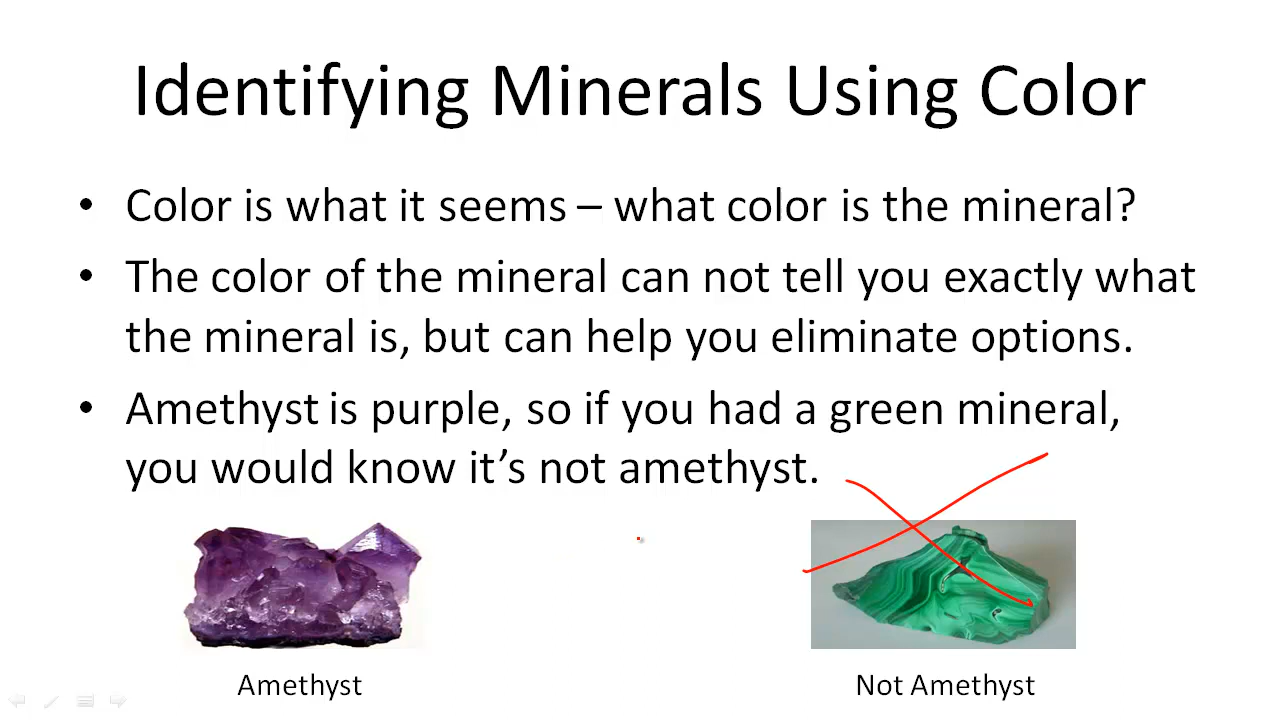 Identifying Minerals Using Color
• Color is what it seems – what color is the mineral?
• The color of the mineral can not tell you exactly what
the mineral is, but can help you eliminate options.
• Amethyst is purple, so if you had a green mineral,
you would know it’s not amethyst.
Amethyst
Not Amethyst